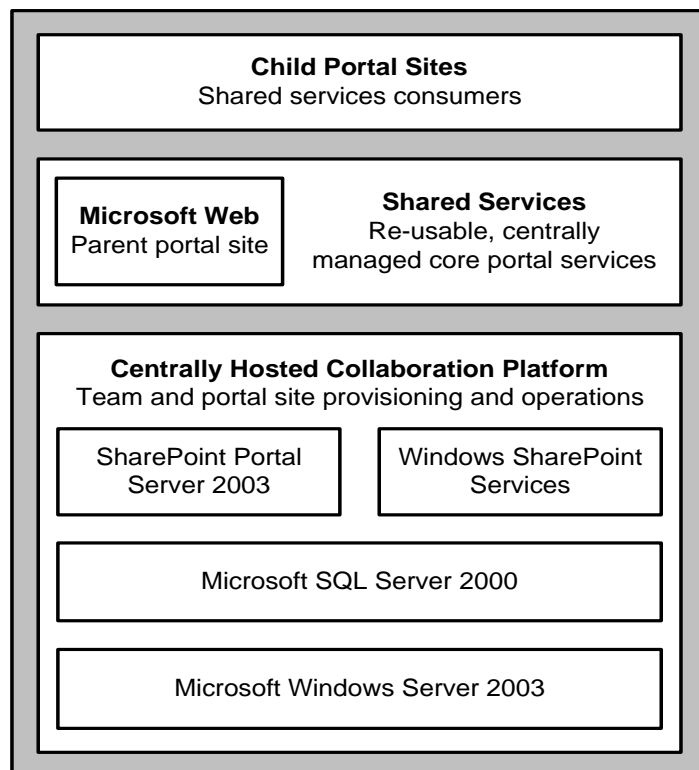 Child Portal Sites
Shared services consumers
Microsoft Web
Parent portal site
Shared Services
Re-usable, centrally
managed core portal services
Centrally Hosted Collaboration Platform
Team and portal site provisioning and operations
SharePoint Portal
Server 2003
Windows SharePoint
Services
Microsoft SQL Server 2000
Microsoft Windows Server 2003